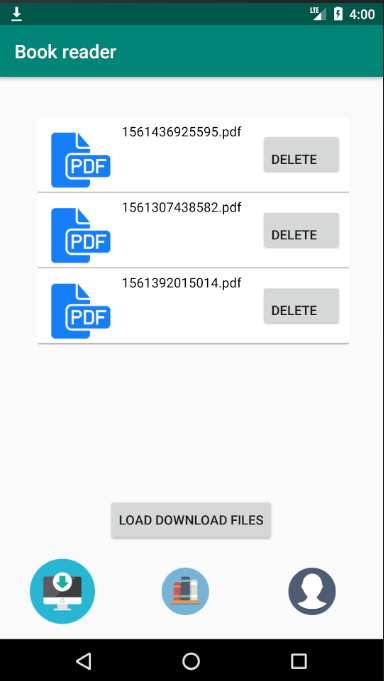 LTE 4:00
Book reader
1561436925595.pdf
PDF
DELETE
1561307438582.pdf
PDF
DELETE
1561392015014.pdf
PDF
DELETE
LOAD DOWNLOAD FILES